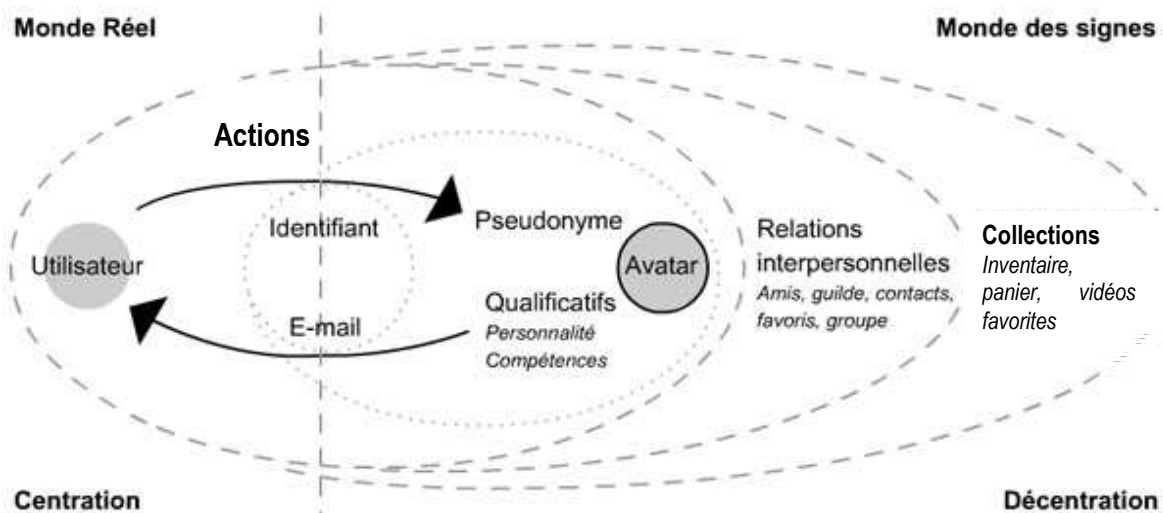 Monde Réel
Monde des signes
Actions
Identifiant
Pseudonyme
Utilisateur
Avatar
E-mail
Qualificatifs
Personnalité
Compétences
Relations
interpersonnelles
Amis, guilde, contacts,
favoris, groupe
Collections
Inventaire,
panier, vidéos
favorites
Centration
Décentration